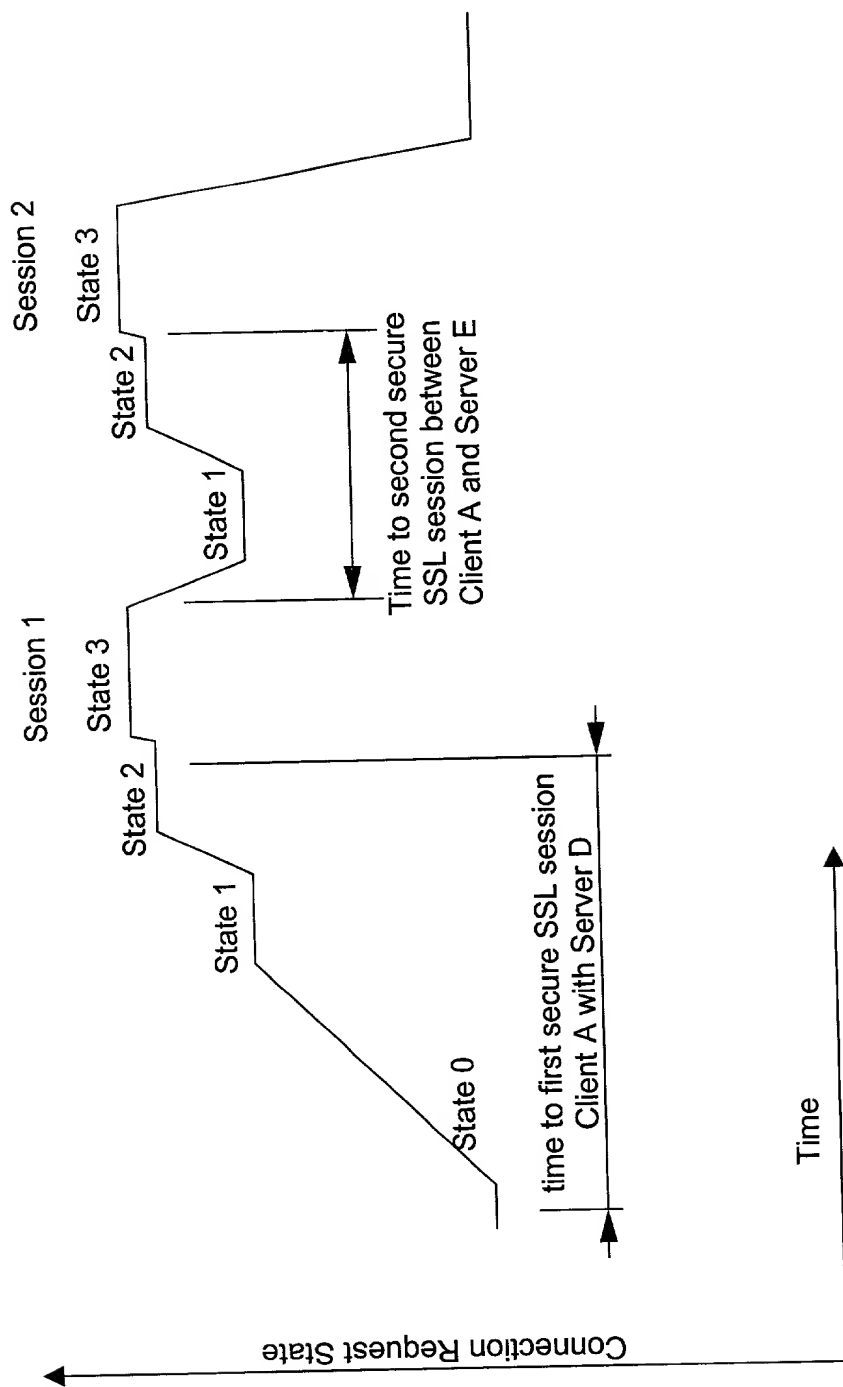 Session 1
Session 2
State 3
State 3
State 2
State 2
State 1
State 1
State 0
Time to second secure
SSL session between
Client A and Server E
time to first secure SSL session
Client A with Server D
Time
Connection Request State